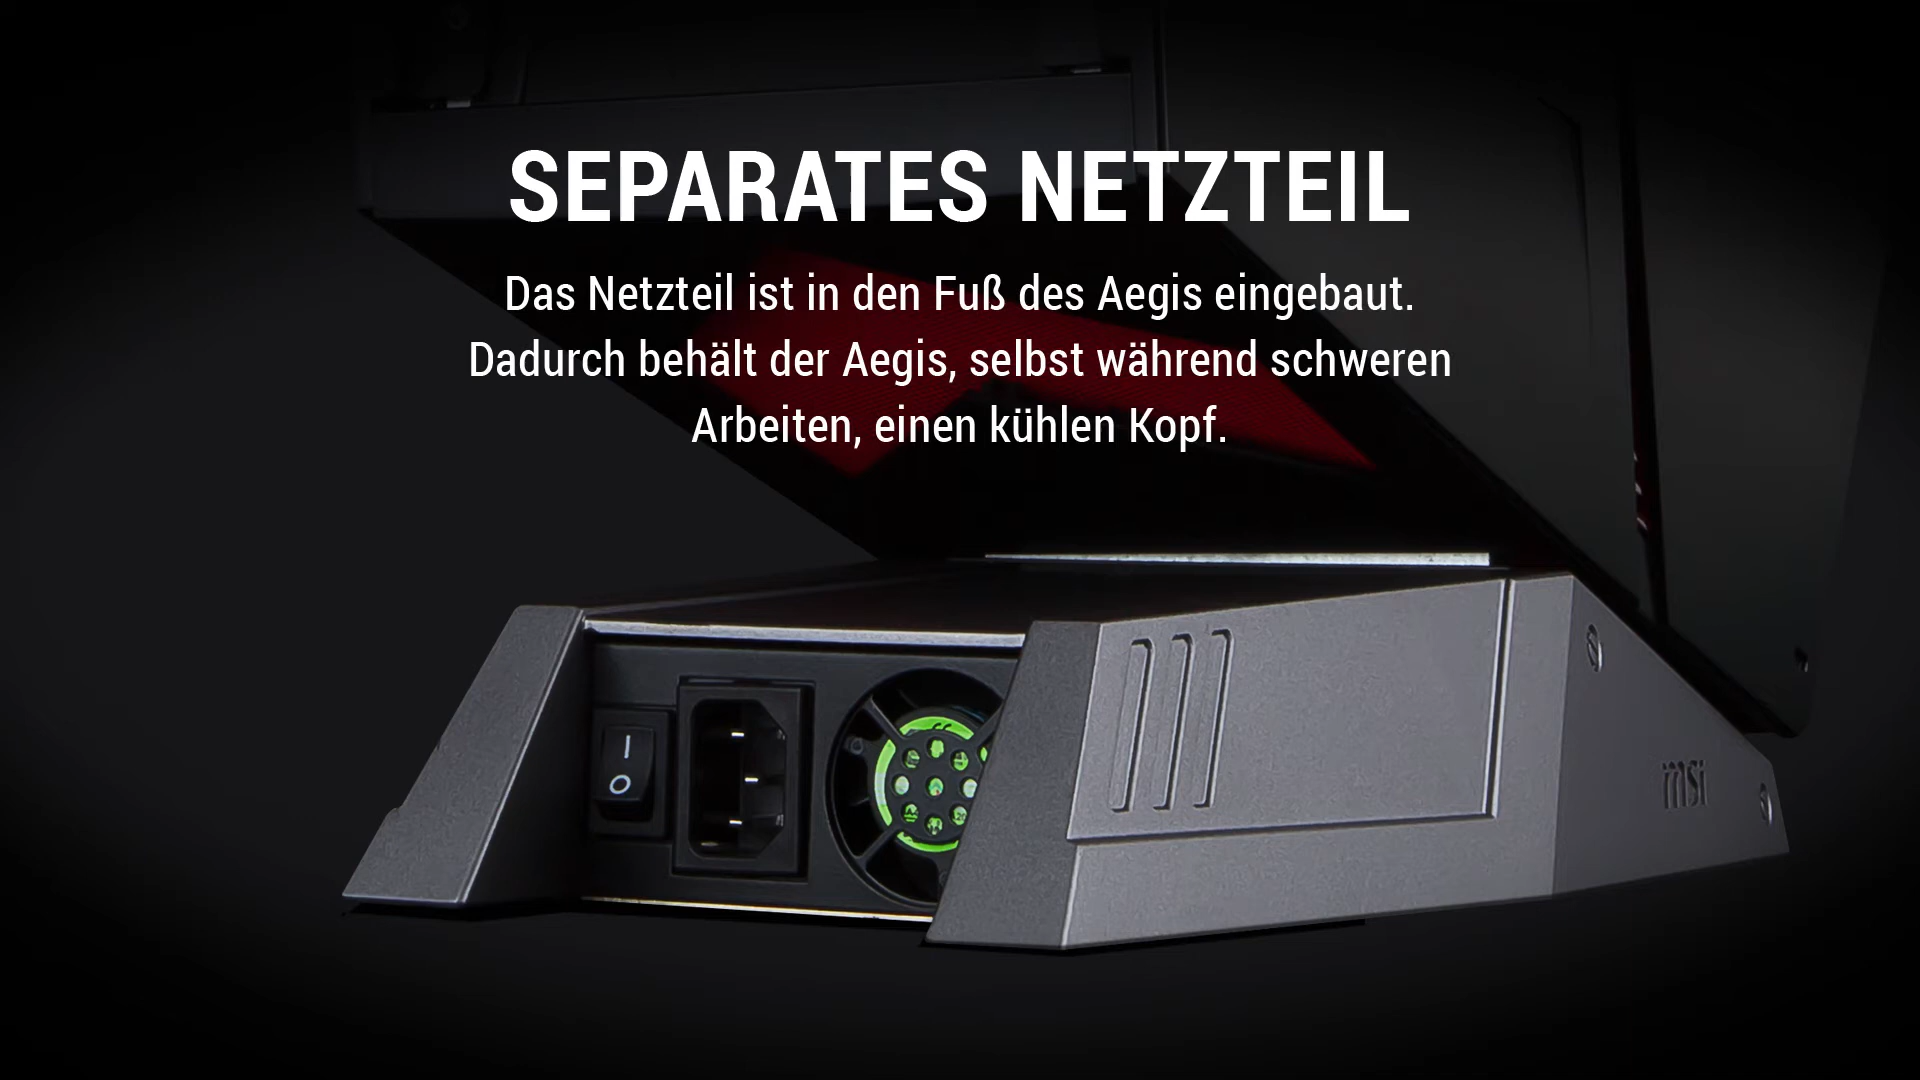 SEPARATES NETZTEIL
Das Netzteil ist in den Fuß des Aegis eingebaut.
Dadurch behält der Aegis, selbst während schweren
Arbeiten, einen kühlen Kopf.
msi